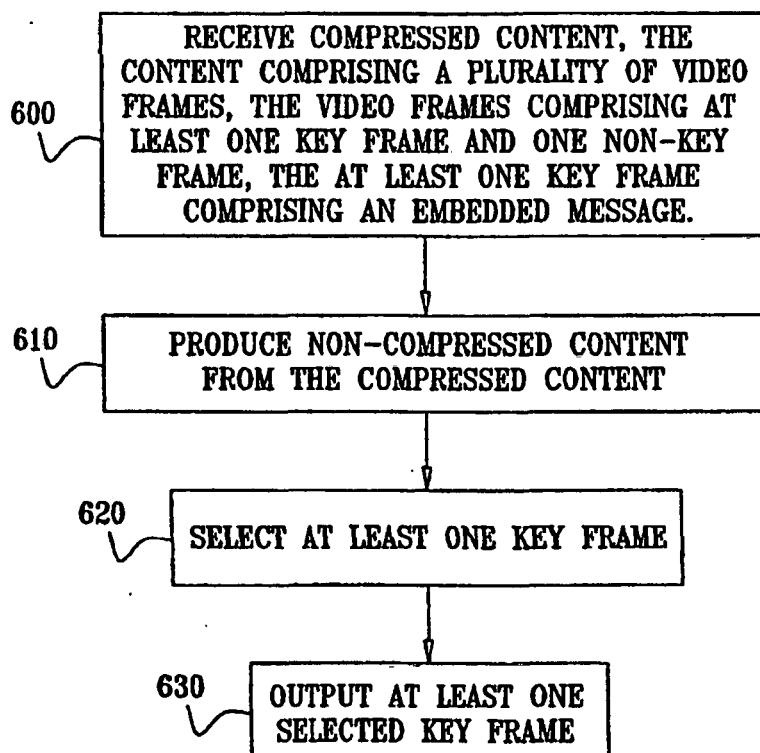 RECEIVE COMPRESSED CONTENT, THE
CONTENT COMPRISING A PLURALITY OF VIDEO
FRAMES, THE VIDEO FRAMES COMPRISING AT
LEAST ONE KEY FRAME AND ONE NON-KEY
FRAME, THE AT LEAST ONE KEY FRAME
COMPRISING AN EMBEDDED MESSAGE.
600
PRODUCE NON-COMPRESSED CONTENT
FROM THE COMPRESSED CONTENT
610
SELECT AT LEAST ONE KEY FRAME
620
OUTPUT AT LEAST ONE
SELECTED KEY FRAME
630